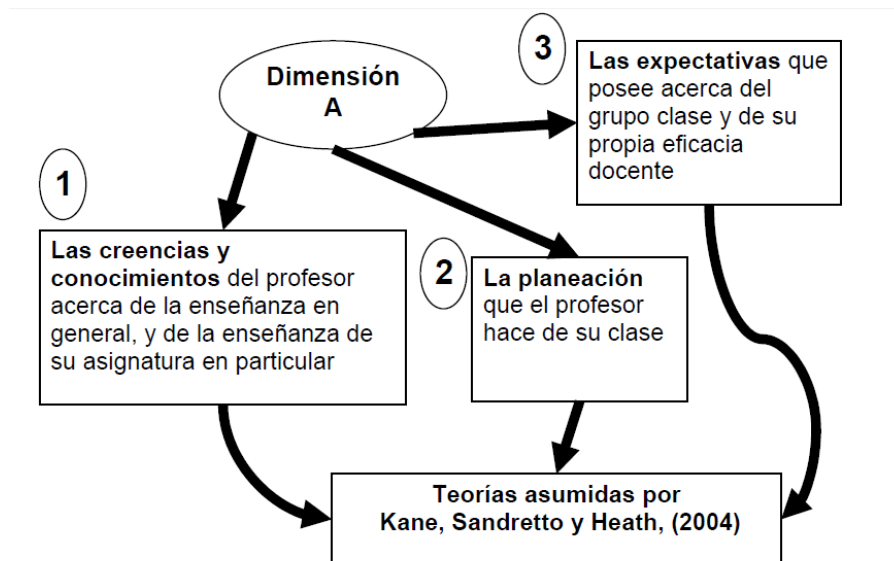 Dimensión
A
1
Las creencias y
conocimientos del profesor
acerca de la enseñanza en
general, y de la enseñanza de
su asignatura en particular
2
La planeación
que el profesor
hace de su clase
3
Las expectativas que
posee acerca del
grupo clase y de su
propia eficacia
docente
Teorías asumidas por
Kane, Sandretto y Heath, (2004)